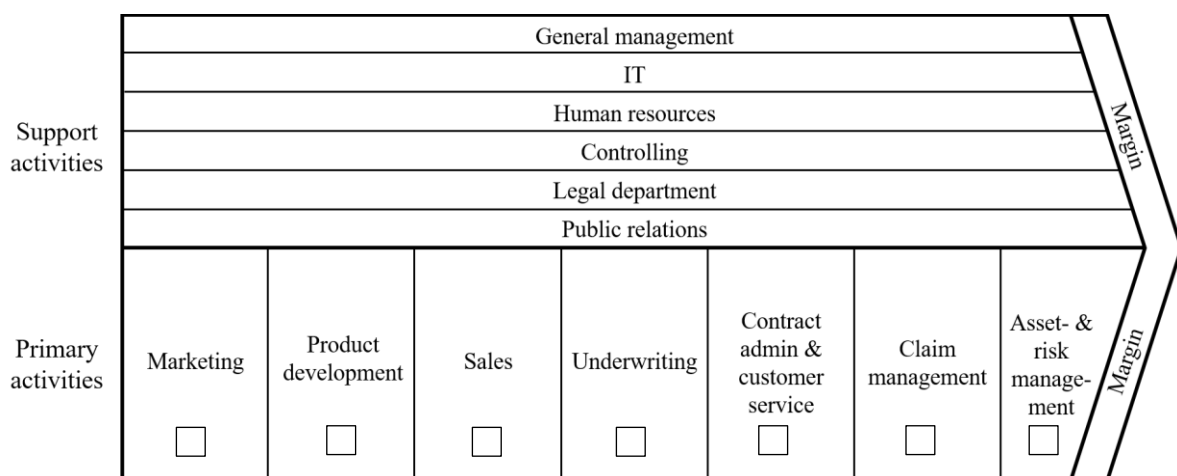 General management
IT
Human resources
Controlling
Legal department
Public relations
Support
activities
Margin
Primary
activities
Marketing
Product
development
Sales
Underwriting
Contract
admin &
customer
service
Claim
management
Asset- &
risk
manage-
ment
Margin